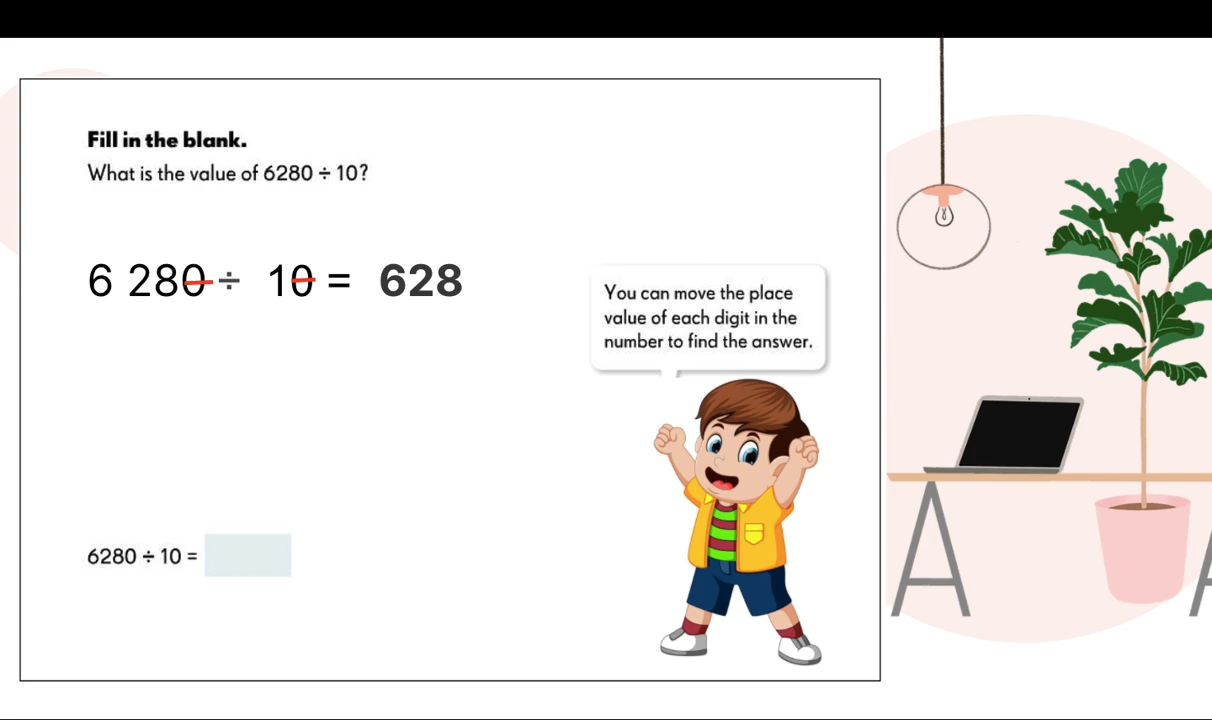 Fill in the blank.
What is the value of 6280 ÷ 10?
6 280 ÷ 10 = 628
You can move the place
value of each digit in the
number to find the answer.
6280 ÷ 10 =